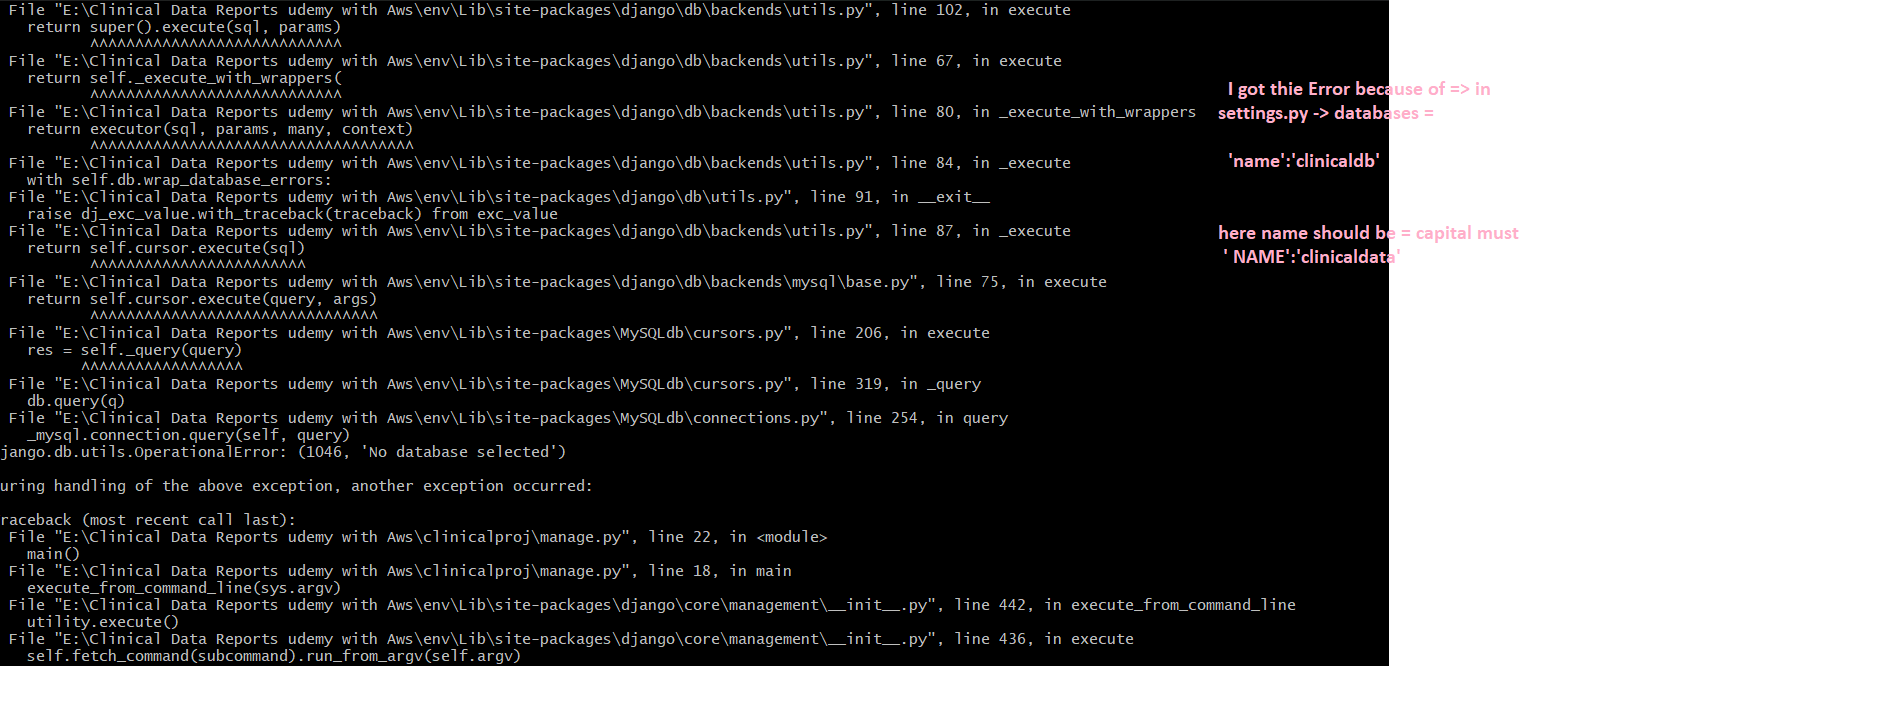 File "E:\Clinical Data Reports udemy with Aws\env\Lib\site-packages\django\db\backends\utils.py", line 102, in execute
return super().execute(sql, params)
^^^^^^^^^^^^^^^^^^^^^^^^^^^^
File "E:\Clinical Data Reports udemy with Aws\env\Lib\site-packages\django\db\backends\utils.py", line 67, in execute
return self._execute_with_wrappers(
^^^^^^^^^^^^^^^^^^^^^^^^^^^^
File "E:\Clinical Data Reports udemy with Aws\env\Lib\site-packages\django\db\backends\utils.py", line 80, in _execute_with_wrappers
return executor(sql, params, many, context)
^^^^^^^^^^^^^^^^^^^^^^^^^^^^^^^^^^^^
File "E:\Clinical Data Reports udemy with Aws\env\Lib\site-packages\django\db\backends\utils.py", line 84, in _execute
with self.db.wrap_database_errors:
File "E:\Clinical Data Reports udemy with Aws\env\Lib\site-packages\django\db\utils.py", line 91, in __exit__
raise dj_exc_value.with_traceback(traceback) from exc_value
File "E:\Clinical Data Reports udemy with Aws\env\Lib\site-packages\django\db\backends\utils.py", line 87, in _execute
return self.cursor.execute(sql)
^^^^^^^^^^^^^^^^^^^^^^^^
File "E:\Clinical Data Reports udemy with Aws\env\Lib\site-packages\django\db\backends\mysql\base.py", line 75, in execute
return self.cursor.execute(query, args)
^^^^^^^^^^^^^^^^^^^^^^^^^^^^^^^^
File "E:\Clinical Data Reports udemy with Aws\env\Lib\site-packages\MySQLdb\cursors.py", line 206, in execute
res = self._query(query)
^^^^^^^^^^^^^^^^^^
File "E:\Clinical Data Reports udemy with Aws\env\Lib\site-packages\MySQLdb\cursors.py", line 319, in _query
db.query(q)
File "E:\Clinical Data Reports udemy with Aws\env\Lib\site-packages\MySQLdb\connections.py", line 254, in query
_mysql.connection.query(self, query)
jango.db.utils.OperationalError: (1046, 'No database selected')
uring handling of the above exception, another exception occurred:
raceback (most recent call last):
File "E:\Clinical Data Reports udemy with Aws\clinicalproj\manage.py", line 22, in <module>
main()
File "E:\Clinical Data Reports udemy with Aws\clinicalproj\manage.py", line 18, in main
execute_from_command_line(sys.argv)
File "E:\Clinical Data Reports udemy with Aws\env\Lib\site-packages\django\core\management\__init__.py", line 442, in execute_from_command_line
utility.execute()
File "E:\Clinical Data Reports udemy with Aws\env\Lib\site-packages\django\core\management\__init__.py", line 436, in execute
self.fetch_command(subcommand).run_from_argv(self.argv)
I got thie Error because of => in
settings.py -> databases =
'name':'clinicaldb'
here name should be = capital must
' NAME':'clinicaldata'